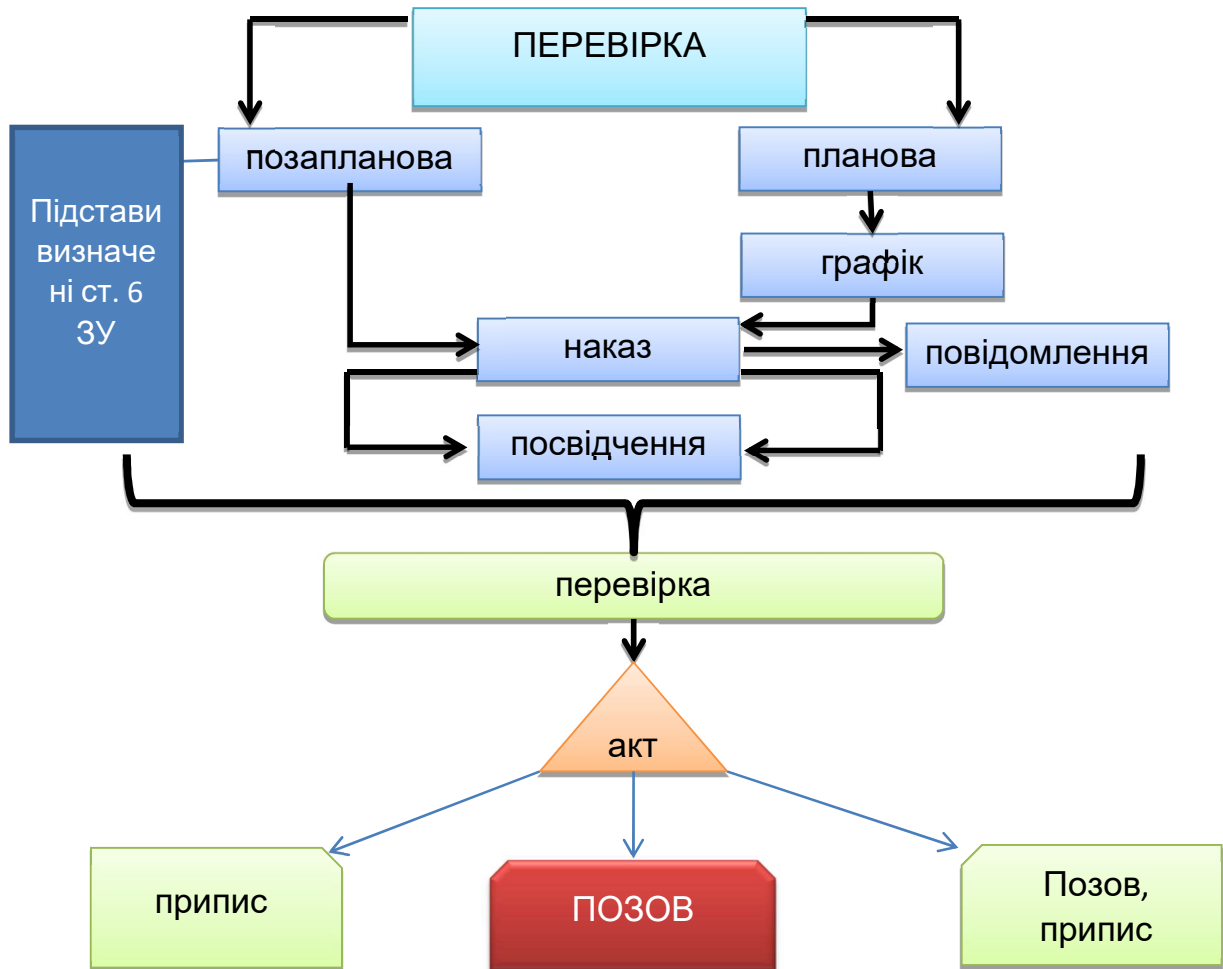 ПЕРЕВІРКА
позапланова
планова
Підстави
визначе
ні ст. 6
ЗУ
графік
наказ
повідомлення
посвідчення
перевірка
акт
припис
ПОЗОВ
Позов,
припис